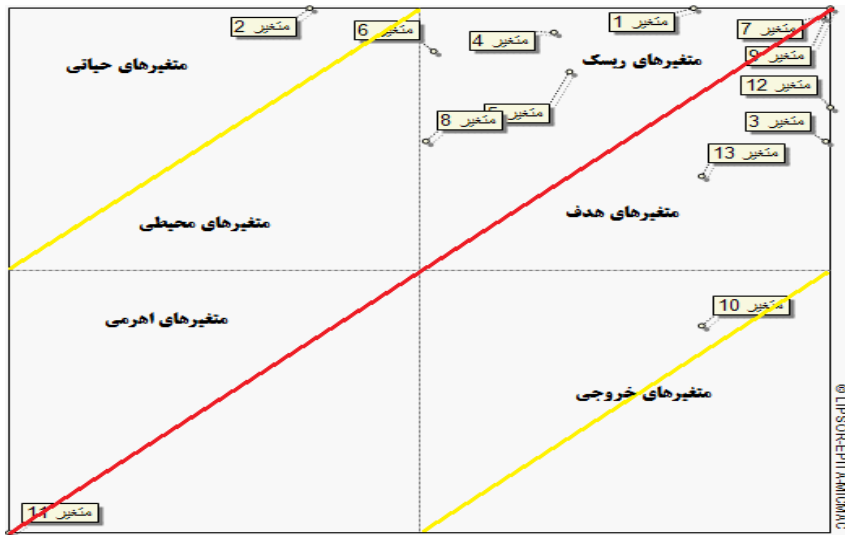 متغیر 1
متغیر 2
متغیر 6
متغیر 4
متغیر 7
متغیر 9
متغیرهای ریسک
متغیرهای حیاتی
متغیر 12
متغیر 5
متغیر 8
متغیر 3
متغیر 13
متغیرهای هدف
متغیرهای محیطی
متغیر 10
متغیرهای اهرمی
متغیرهای خروجی
متغیر 11
© LIPSOR-EPITA-MICMAC